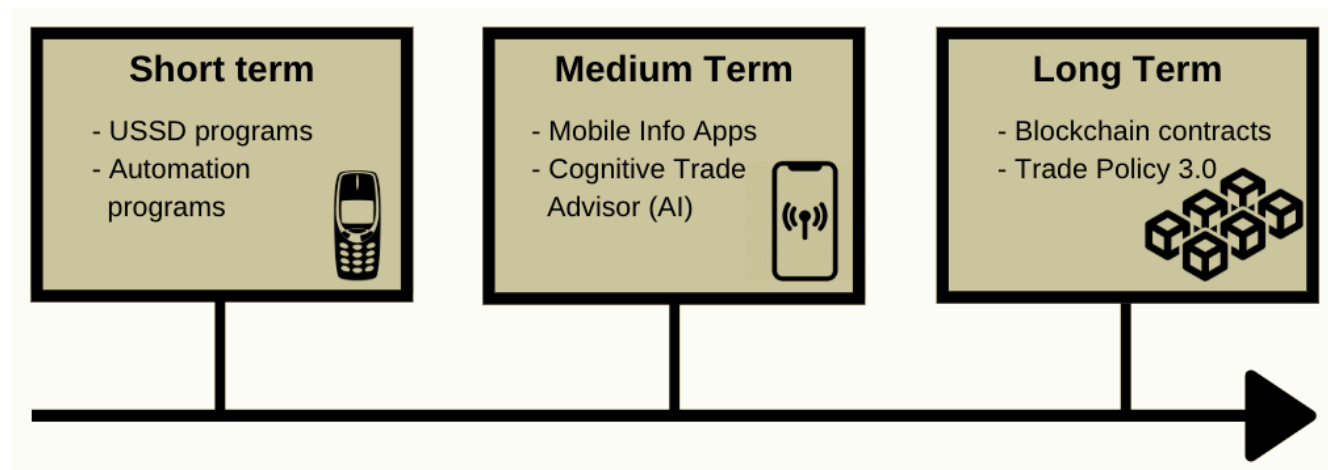 Short term
- USSD programs
- Automation
programs
Medium Term
- Mobile Info Apps
- Cognitive Trade
Advisor (AI)
Long Term
- Blockchain contracts
- Trade Policy 3.0